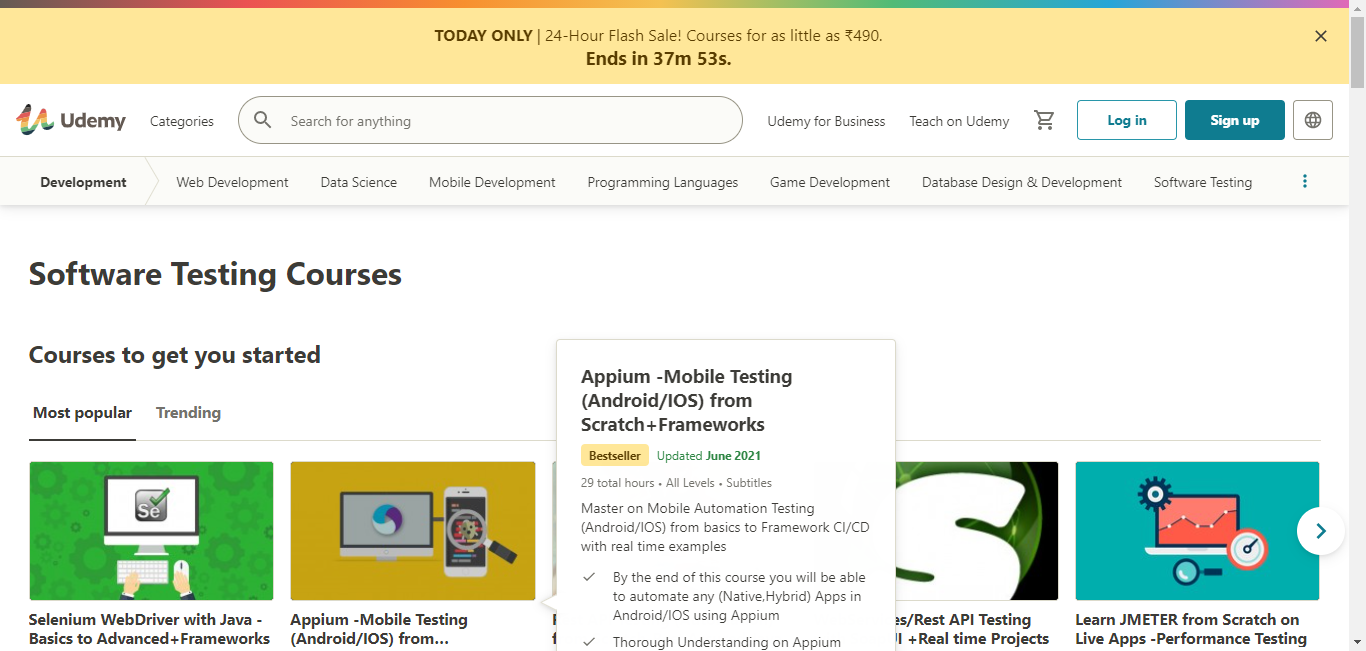 TODAY ONLY | 24-Hour Flash Sale! Courses for as little as ₹490.
Ends in 37m 53s.
Udemy
Categories
Search for anything
Udemy for Business
Teach on Udemy
Log in
Sign up
Development
Web Development
Data Science
Mobile Development
Programming Languages
Game Development
Database Design & Development
Software Testing
Software Testing Courses
Courses to get you started
Most popular
Trending
Appium -Mobile Testing
(Android/IOS) from
Scratch+Frameworks
Bestseller
Updated June 2021
29 total hours • All Levels • Subtitles
Master on Mobile Automation Testing
(Android/IOS) from basics to Framework CI/CD
with real time examples
By the end of this course you will be able
to automate any (Native,Hybrid) Apps in
Android/IOS using Appium
Thorough Understanding on Appium
Se
Selenium WebDriver with Java -
Basics to Advanced+Frameworks
Appium -Mobile Testing
(Android/IOS) from...
es/Rest API Testing
+Real time Projects
Learn JMETER from Scratch on
Live Apps -Performance Testing